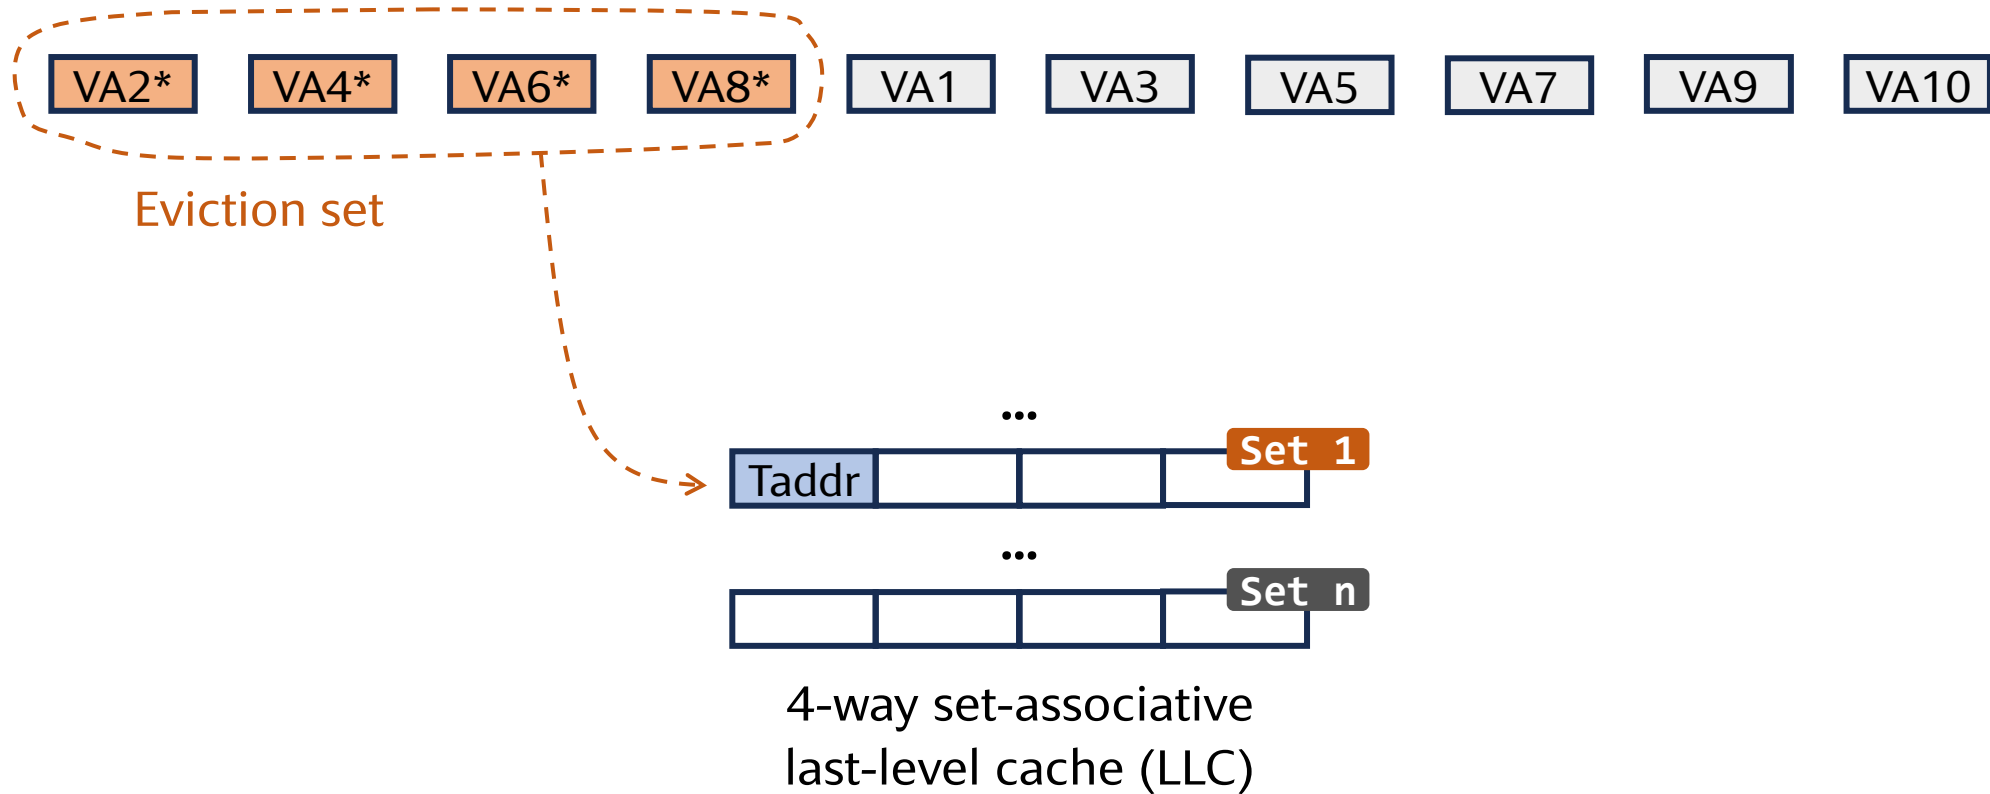 VA2* VA4* VA6* VA8* VA1 VA3 VA5 VA7 VA9 VA10
Eviction set
...
Set 1
Taddr
...
Set n
4-way set-associative
last-level cache (LLC)